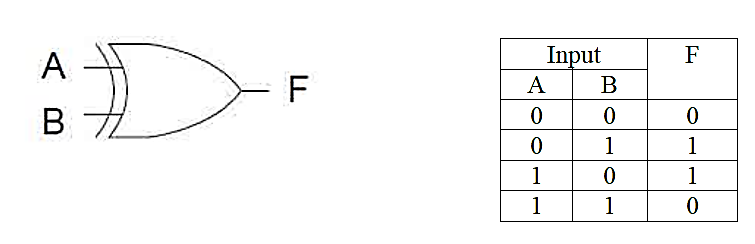 A
B
F
Input F
A B
0 0 0
0 1 1
1 0 1
1 1 0